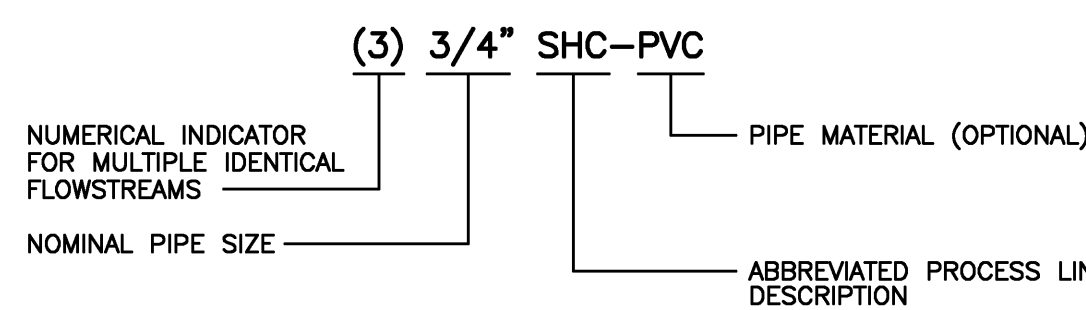 (3) 3/4" SHC-PVC
NUMERICAL INDICATOR
FOR MULTIPLE IDENTICAL
FLOWSTREAMS
NOMINAL PIPE SIZE
PIPE MATERIAL (OPTIONAL)
ABBREVIATED PROCESS
DESCRIPTION